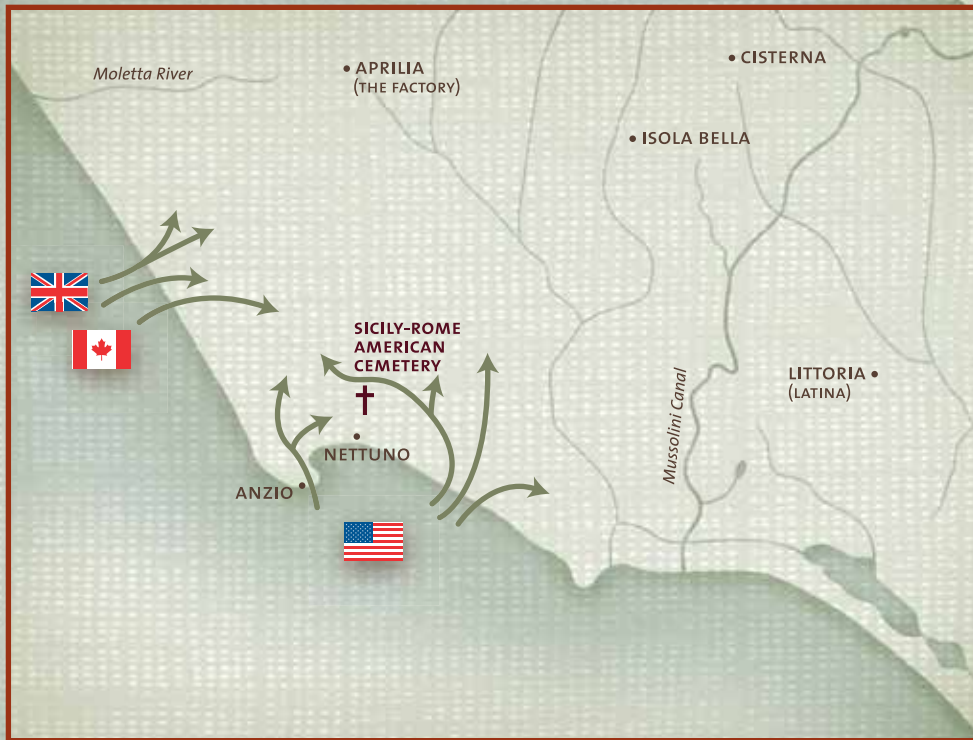 Moletta River
• APRILIA
(THE FACTORY)
• CISTERNA
• ISOLA BELLA
SICILY-ROME
AMERICAN
CEMETERY
LITTORIA •
(LATINA)
Mussolini Canal
NETTUNO
ANZIO